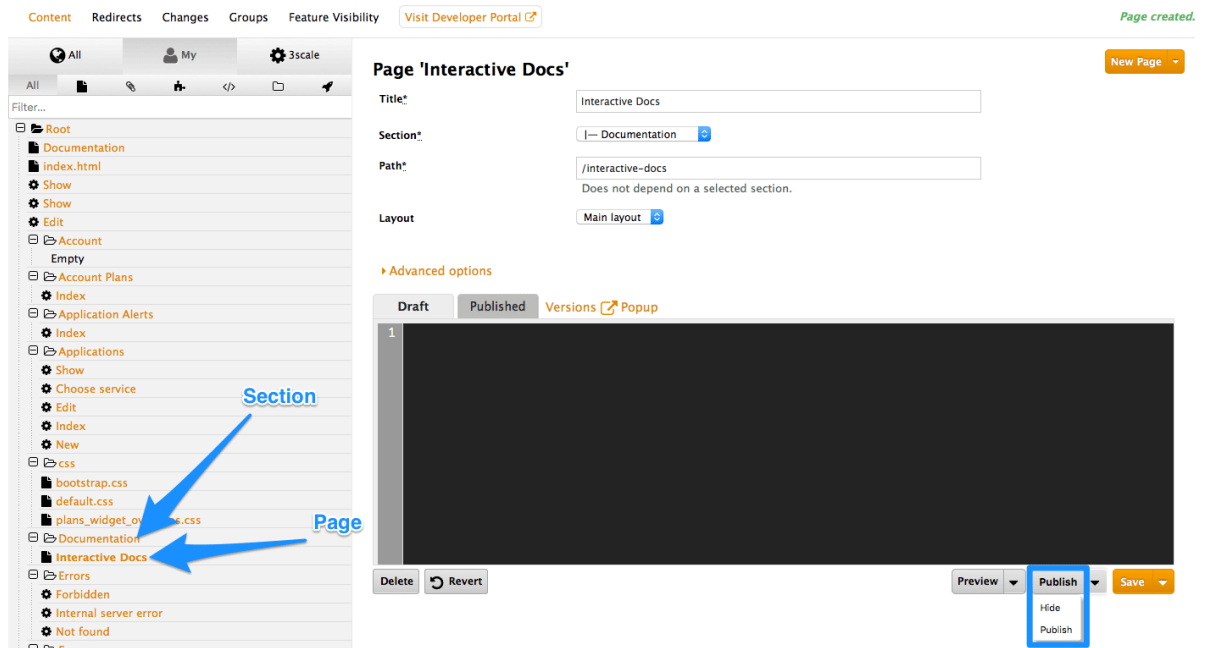 Content Redirects Changes Groups Feature Visibility Visit Developer Portal Page created.
All My 3scale
All </>
Filter...
Root
Documentation
index.html
Show
Show
Edit
Account
Empty
Account Plans
Index
Application Alerts
Index
Applications
Show
Choose service
Edit
Index
New
css
bootstrap.css
default.css
Documentation
Interactive Docs
Errors
Forbidden
Internal server error
Not found
Section
Page
Page 'Interactive Docs'
New Page
Title* Interactive Docs
Section* |— Documentation
Path* /interactive-docs
Does not depend on a selected section.
Layout Main layout
Advanced options
Draft Published Versions Popup
1
Delete Revert Preview Publish Save
Hide
Publish